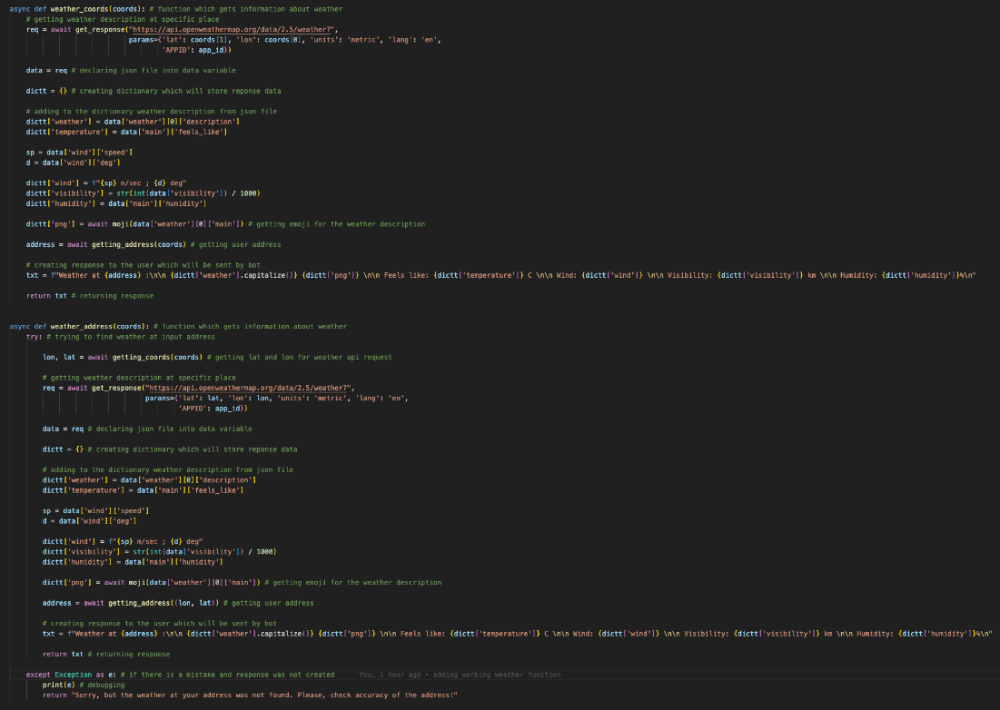 async def weather_coords(coords): # function which gets information about weather
    # getting weather description at specific place
    req = await get_response("https://api.openweathermap.org/data/2.5/weather?",
                             params={'lat': coords[1], 'lon': coords[0], 'units': 'metric', 'lang': 'en',
                                     'APPID': app_id})
    data = req # declaring json file into data variable
    dictt = {} # creating dictionary which will store reponse data
    # adding to the dictionary weather description from json file
    dictt['weather'] = data['weather'][0]['description']
    dictt['temperature'] = data['main']['feels_like']
    sp = data['wind']['speed']
    d = data['wind']['deg']
    dictt['wind'] = f"{sp} m/sec ; {d} deg"
    dictt['visibility'] = str(int(data['visibility']) / 1000)
    dictt['humidity'] = data['main']['humidity']
    dictt['png'] = await moji(data['weather'][0]['main']) # getting emoji for the weather description
    address = await getting_address(coords) # getting user address
    # creating response to the user which will be sent by bot
    txt = f"Weather at {address} :\n\n {dictt['weather'].capitalize()} {dictt['png']} \n\n Feels like: {dictt['temperature']} C \n\n Wind: {dictt['wind']} \n\n Visibility: {dictt['visibility']} km \n\n Humidity: {dictt['humidity']}%\n"
    return txt # returning response
async def weather_address(coords): # function which gets information about weather
    try: # trying to find weather at input address
        lon, lat = await getting_coords(coords) # getting lat and lon for weather api request
        # getting weather description at specific place
        req = await get_response("https://api.openweathermap.org/data/2.5/weather?",
                                 params={'lat': lat, 'lon': lon, 'units': 'metric', 'lang': 'en',
                                         'APPID': app_id})
        data = req # declaring json file into data variable
        dictt = {} # creating dictionary which will store reponse data
        # adding to the dictionary weather description from json file
        dictt['weather'] = data['weather'][0]['description']
        dictt['temperature'] = data['main']['feels_like']
        sp = data['wind']['speed']
        d = data['wind']['deg']
        dictt['wind'] = f"{sp} m/sec ; {d} deg"
        dictt['visibility'] = str(int(data['visibility']) / 1000)
        dictt['humidity'] = data['main']['humidity']
        dictt['png'] = await moji(data['weather'][0]['main']) # getting emoji for the weather description
        address = await getting_address((lon, lat)) # getting user address
        # creating response to the user which will be sent by bot
        txt = f"Weather at {address} :\n\n {dictt['weather'].capitalize()} {dictt['png']} \n\n Feels like: {dictt['temperature']} C \n\n Wind: {dictt['wind']} \n\n Visibility: {dictt['visibility']} km \n\n Humidity: {dictt['humidity']}%\n"
        return txt # returning response
    except Exception as e: # if there is a mistake and response was not created      You, 1 hour ago • adding working weather function
        print(e) # debugging
        return "Sorry, but the weather at your address was not found. Please, check accuracy of the address!"